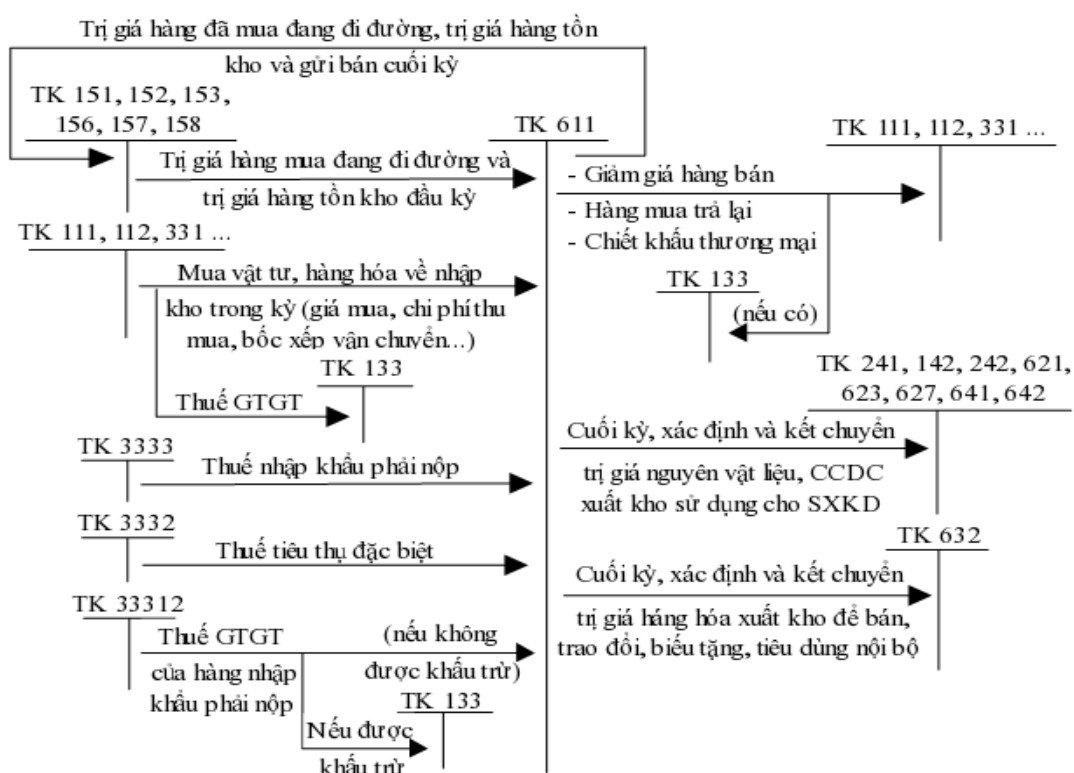 Trị giá hàng đã mua đang đi đường, trị giá hàng tồn
kho và gửi bán cuối kỳ
TK 151, 152, 153,
156, 157, 158
TK 611
TK 111, 112, 331 ...
Trị giá hàng mua đang đi đường và
trị giá hàng tồn kho đầu kỳ
- Giảm giá hàng bán
- Hàng mua trả lại
- Chiết khấu thương mại
TK 133
(nếu có)
TK 111, 112, 331 ...
Mua vật tư, hàng hóa về nhập
kho trong kỳ (giá mua, chi phí thu
mua, bốc xếp vận chuyển...)
TK 133
Thuế GTGT
TK 241, 142, 242, 621,
623, 627, 641, 642
Cuối kỳ, xác định và kết chuyển
trị giá nguyên vật liệu, CCDC
xuất kho sử dụng cho SXKD
TK 3333
Thuế nhập khẩu phải nộp
TK 3332
Thuế tiêu thụ đặc biệt
TK 632
Cuối kỳ, xác định và kết chuyển
trị giá háng hóa xuất kho để bán,
trao đổi, biếu tặng, tiêu dùng nội bộ
TK 33312
Thuế GTGT
của hàng nhập
khẩu phải nộp
(nếu không
được khấu trừ)
TK 133
Nếu được
khấu trừ